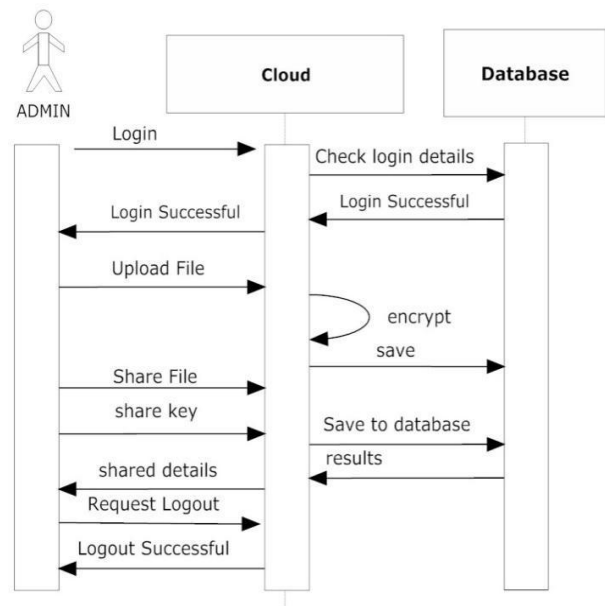 Cloud
Database
ADMIN
Login
Check login details
Login Successful
Login Successful
Upload File
encrypt
save
Share File
share key
Save to database
results
shared details
Request Logout
Logout Successful